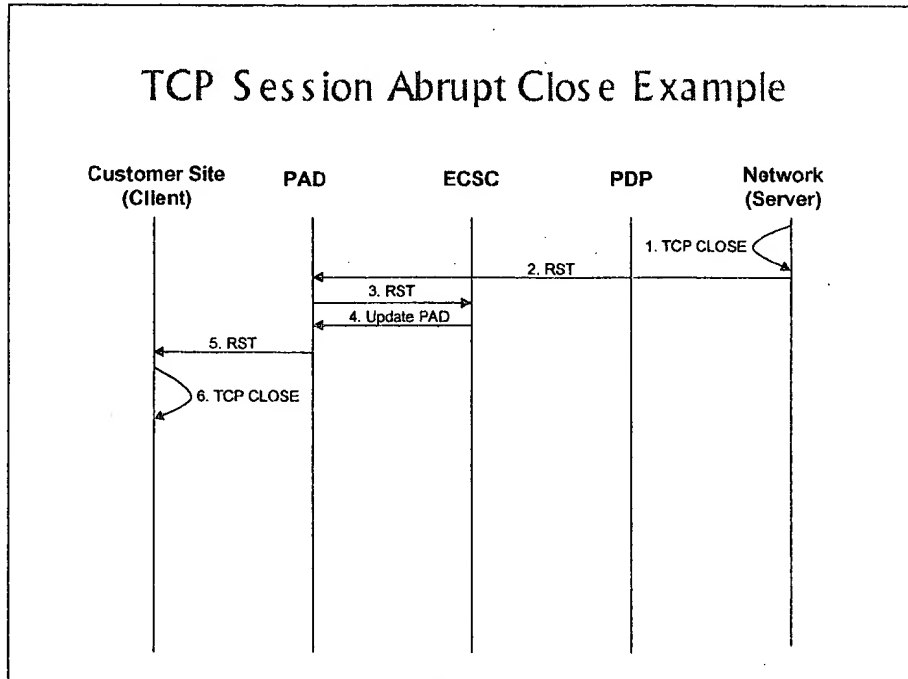 TCP Session Abrupt Close Example
Customer Site
(Client)
PAD
ECSC
PDP
Network
(Server)
1. TCP CLOSE
2. RST
3. RST
4. Update PAD
5. RST
6. TCP CLOSE